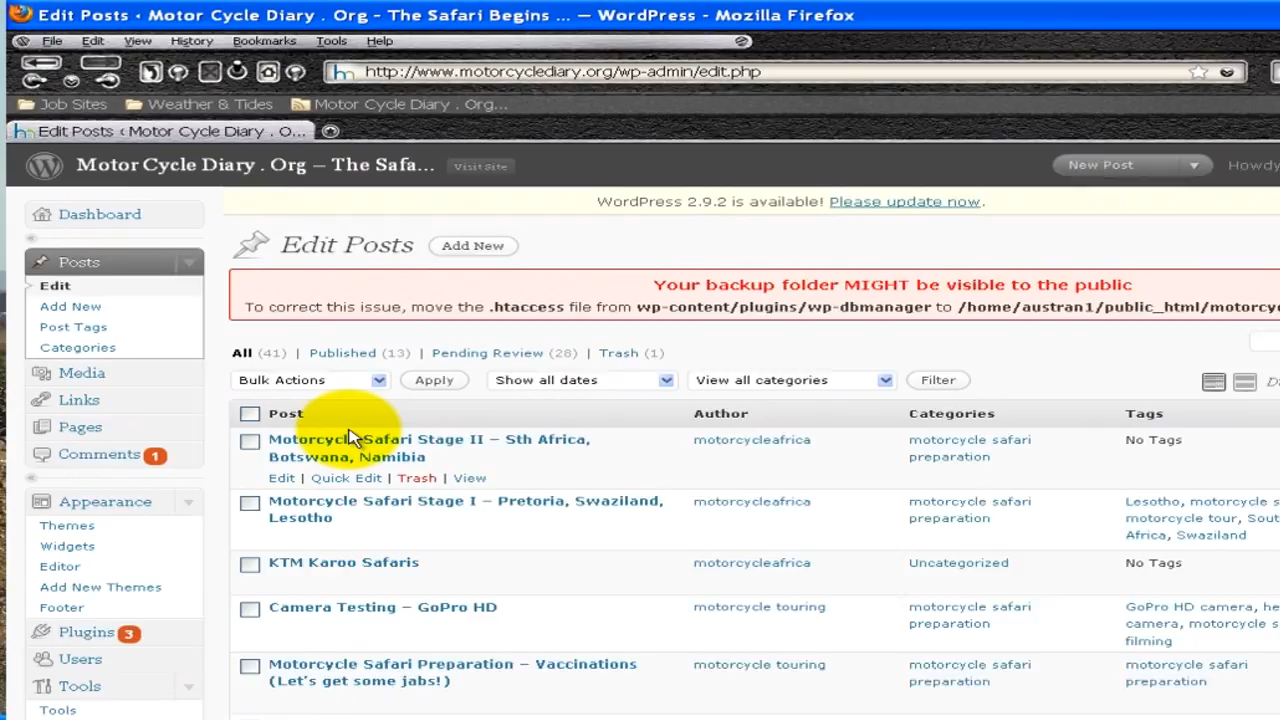 Edit Posts ‹ Motor Cycle Diary . Org - The Safari Begins ... — WordPress - Mozilla Firefox
File Edit View History Bookmarks Tools Help
http://www.motorcyclediary.org/wp-admin/edit.php
Job Sites Weather & Tides Motor Cycle Diary . Org...
Edit Posts ‹ Motor Cycle Diary . O...
Motor Cycle Diary . Org — The Safa... Visit Site New Post Howdy
WordPress 2.9.2 is available! Please update now.
Dashboard
Posts
Edit
Add New
Post Tags
Categories
Media
Links
Pages
Comments 1
Appearance
Themes
Widgets
Editor
Add New Themes
Footer
Plugins 3
Users
Tools
Tools
Edit Posts Add New
Your backup folder MIGHT be visible to the public
To correct this issue, move the .htaccess file from wp-content/plugins/wp-dbmanager to /home/austran1/public_html/motorcy
All (41) | Published (13) | Pending Review (28) | Trash (1)
Bulk Actions Apply Show all dates View all categories Filter
Post Author Categories Tags
Motorcycle Safari Stage II – Sth Africa, motorcycleafrica motorcycle safari No Tags
Botswana, Namibia preparation
Edit | Quick Edit | Trash | View
Motorcycle Safari Stage I – Pretoria, Swaziland, motorcycleafrica motorcycle safari Lesotho, motorcycle s
Lesotho preparation motorcycle tour, Sou
Africa, Swaziland
KTM Karoo Safaris motorcycleafrica Uncategorized No Tags
Camera Testing – GoPro HD motorcycle touring motorcycle safari GoPro HD camera, he
preparation camera, motorcycle s
filming
Motorcycle Safari Preparation – Vaccinations motorcycle touring motorcycle safari motorcycle safari
(Let's get some jabs!) preparation preparation